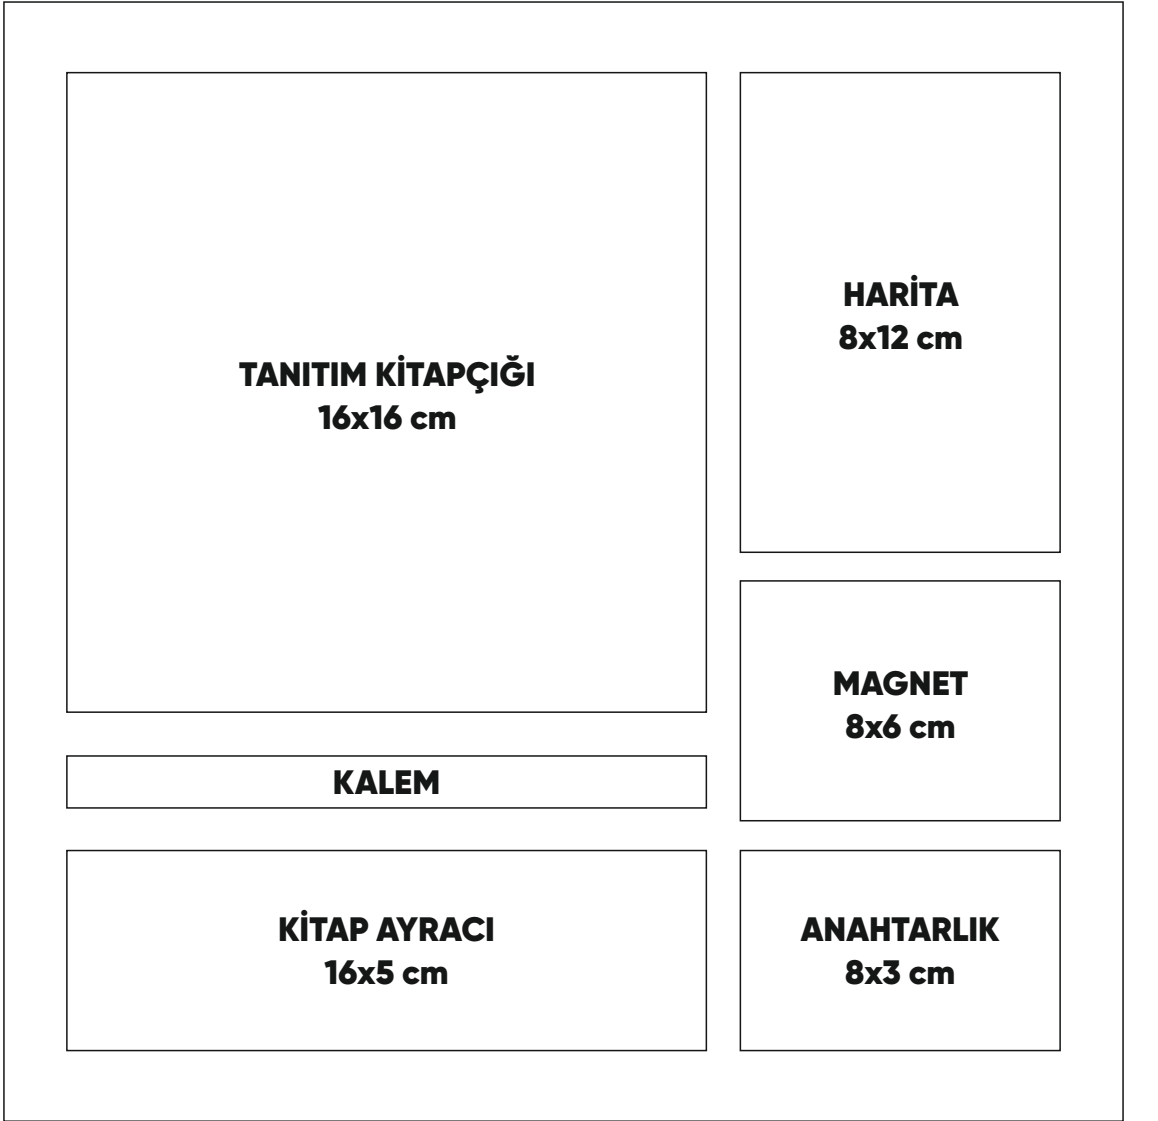 TANITIM KİTAPÇIĞI
16x16 cm
HARİTA
8x12 cm
MAGNET
8x6 cm
KALEM
KİTAP AYRACI
16x5 cm
ANAHTARLIK
8x3 cm